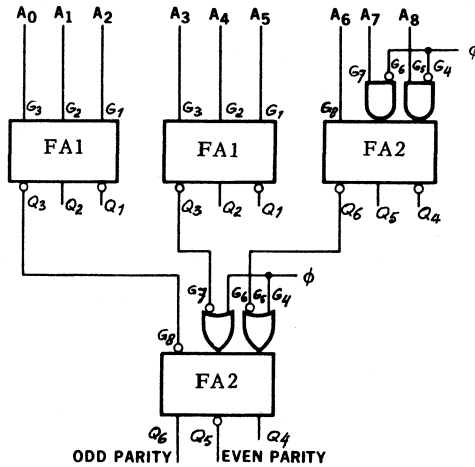 A0 A1 A2 A3 A4 A5 A6 A7 A8
G7 G6 G5 G4 ϕ
G3 G2 G1 G3 G2 G1 G8
FA1 FA1 FA2
Q3 Q2 Q1 Q3 Q2 Q1 Q6 Q5 Q4
G7 G6 G5 G4 ϕ
G8
FA2
Q6 Q5 Q4
ODD PARITY EVEN PARITY